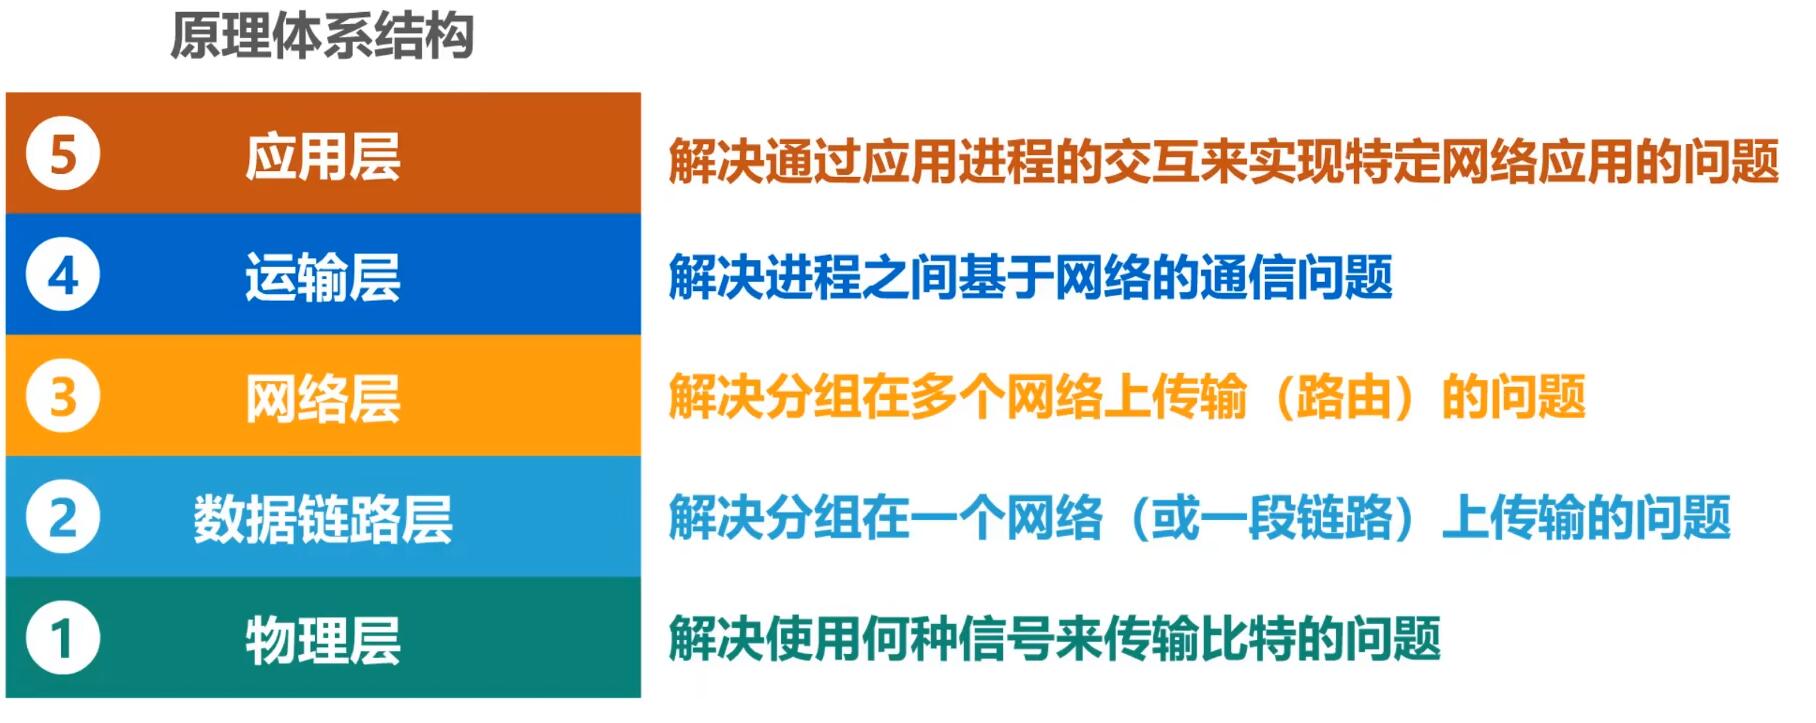 原理体系结构
5 应用层 解决通过应用进程的交互来实现特定网络应用的问题
4 运输层 解决进程之间基于网络的通信问题
3 网络层 解决分组在多个网络上传输（路由）的问题
2 数据链路层 解决分组在一个网络（或一段链路）上传输的问题
1 物理层 解决使用何种信号来传输比特的问题